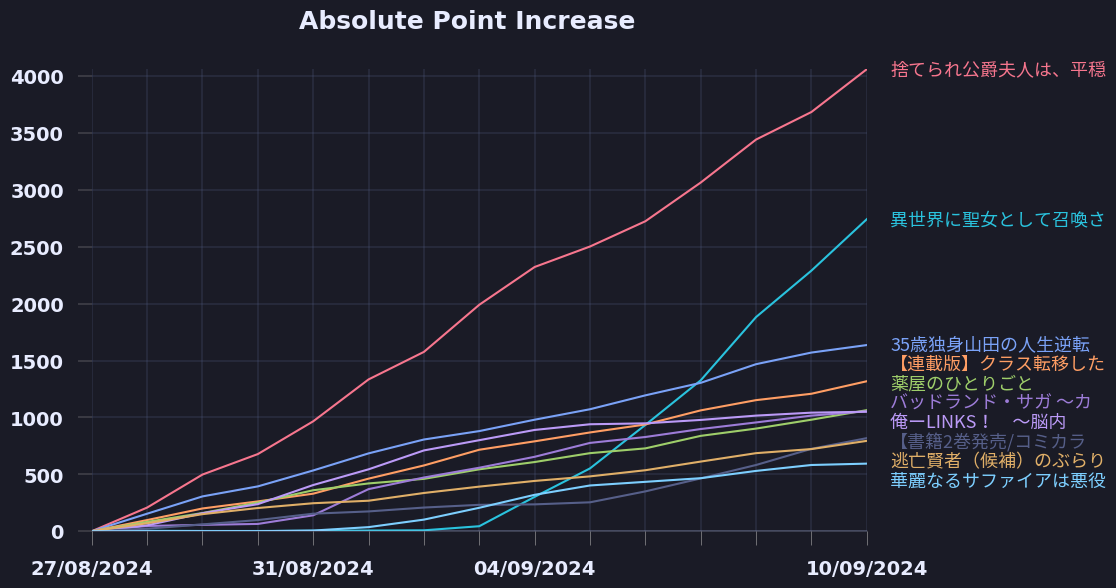 Absolute Point Increase
4000
3500
3000
2500
2000
1500
1000
500
0
27/08/2024
31/08/2024
04/09/2024
10/09/2024
捨てられ公爵夫人は、平穏
異世界に聖女として召喚さ
35歳独身山田の人生逆転
【連載版】クラス転移した
薬屋のひとりごと
バッドランド・サガ ～カ
俺ーLINKS！　～脳内
【書籍2巻発売/コミカラ
逃亡賢者（候補）のぶらり
華麗なるサファイアは悪役